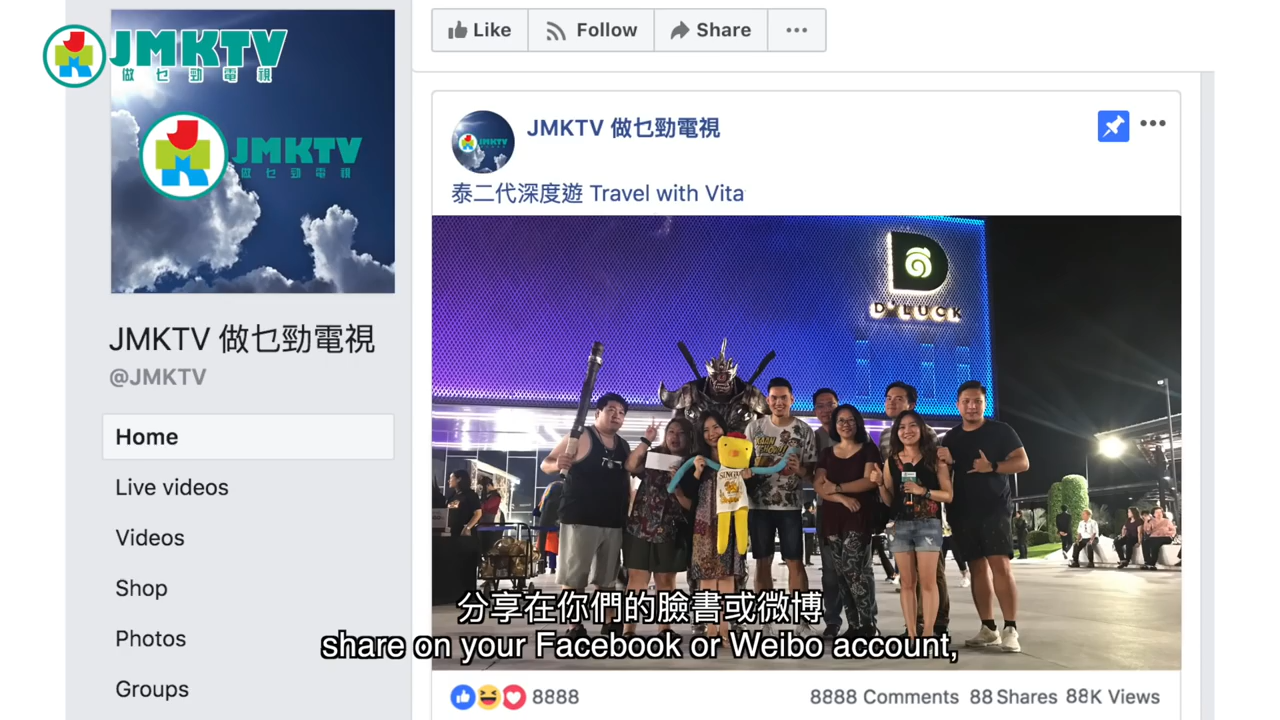 JMKTV
做乜勁電視
JMKTV
做乜勁電視
JMKTV 做乜勁電視
@JMKTV
Home
Live videos
Videos
Shop
Photos
Groups
Like
Follow
Share
JMKTV 做乜勁電視
泰二代深度遊 Travel with Vita
D'LUCK
分享在你們的臉書或微博
share on your Facebook or Weibo account,
8888
8888 Comments 88 Shares 88K Views